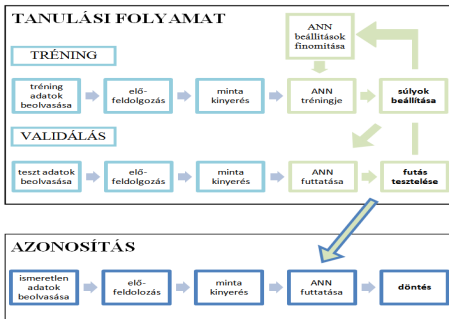 TANULÁSI FOLYAMAT
ANN
beállítások
finomitása
TRÉNING
tréning
adatok
beolvasása
elő-
feldolgozás
minta
kinyerés
ANN
tréningje
súlyok
beállítása
VALIDÁLÁS
teszt adatok
beolvasása
elő-
feldolgozás
minta
kinyerés
ANN
futtatása
futás
tesztelése
AZONOSÍTÁS
ismeretlen
adatok
beolvasása
elő-
feldolozás
minta
kinyerés
ANN
futtatása
döntés